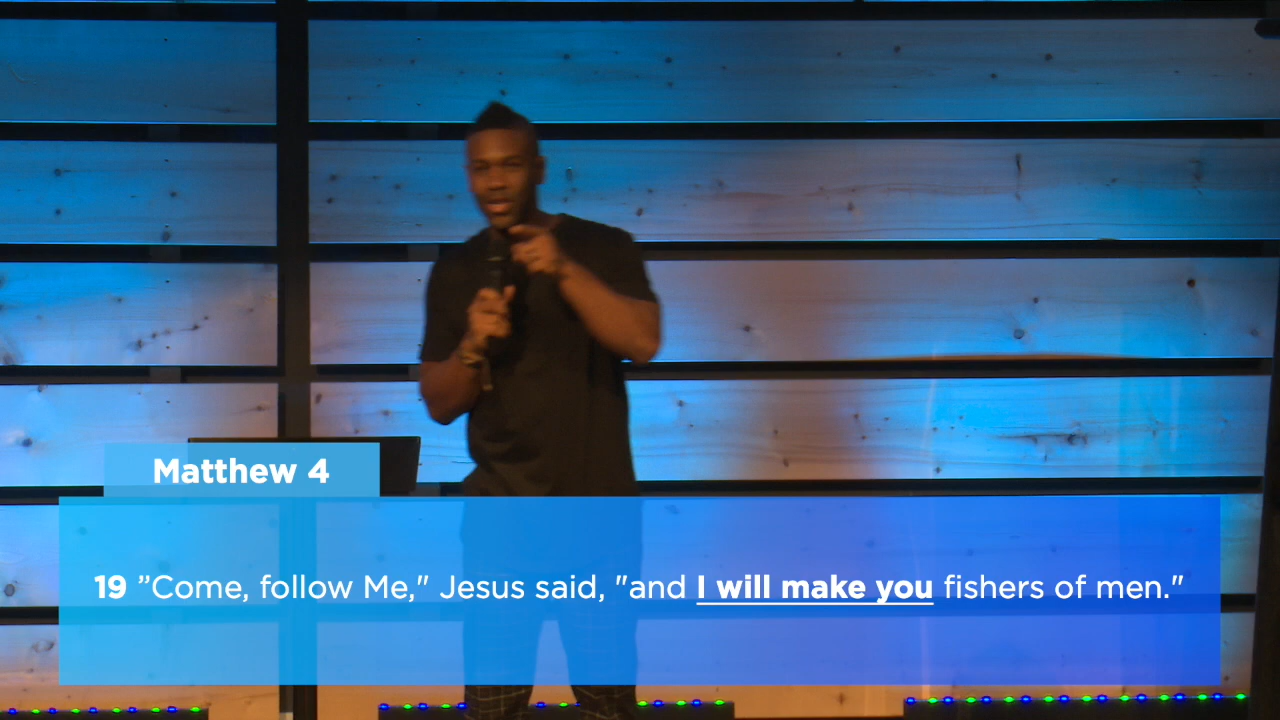 Matthew 4
19 ”Come, follow Me," Jesus said, "and I will make you fishers of men."